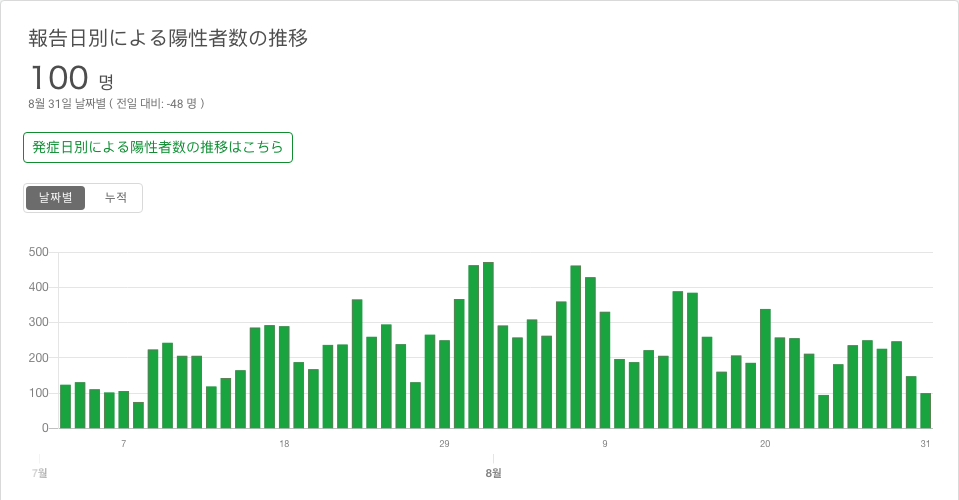 報告日別による陽性者数の推移
100 명
8월 31일 날짜별 ( 전일 대비: -48 명 )
発症日別による陽性者数の推移はこちら
날짜별 누적
500
400
300
200
100
0
7 18 29 9 20 31
7월 8월